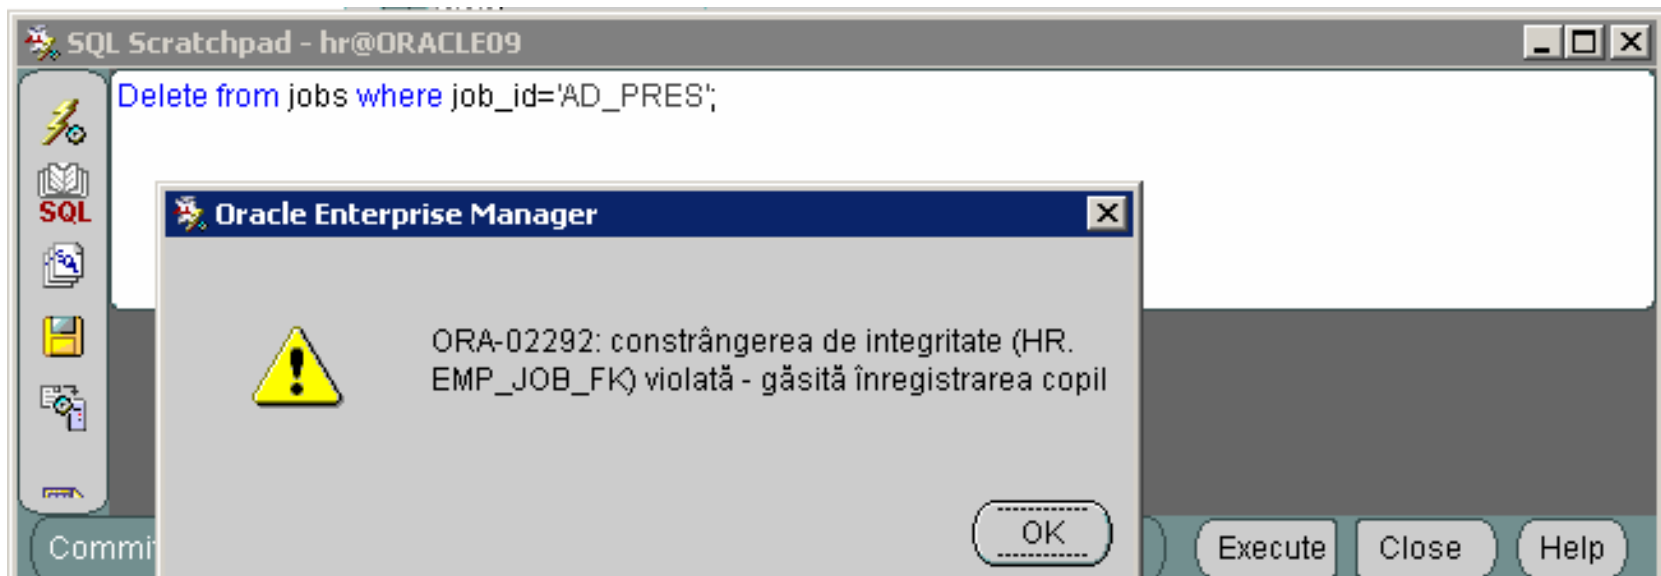 SQL Scratchpad - hr@ORACLE09
Delete from jobs where job_id='AD_PRES';
SQL
Oracle Enterprise Manager
ORA-02292: constrângerea de integritate (HR.
EMP_JOB_FK) violată - găsită înregistrarea copil
OK
Commi
Execute
Close
Help